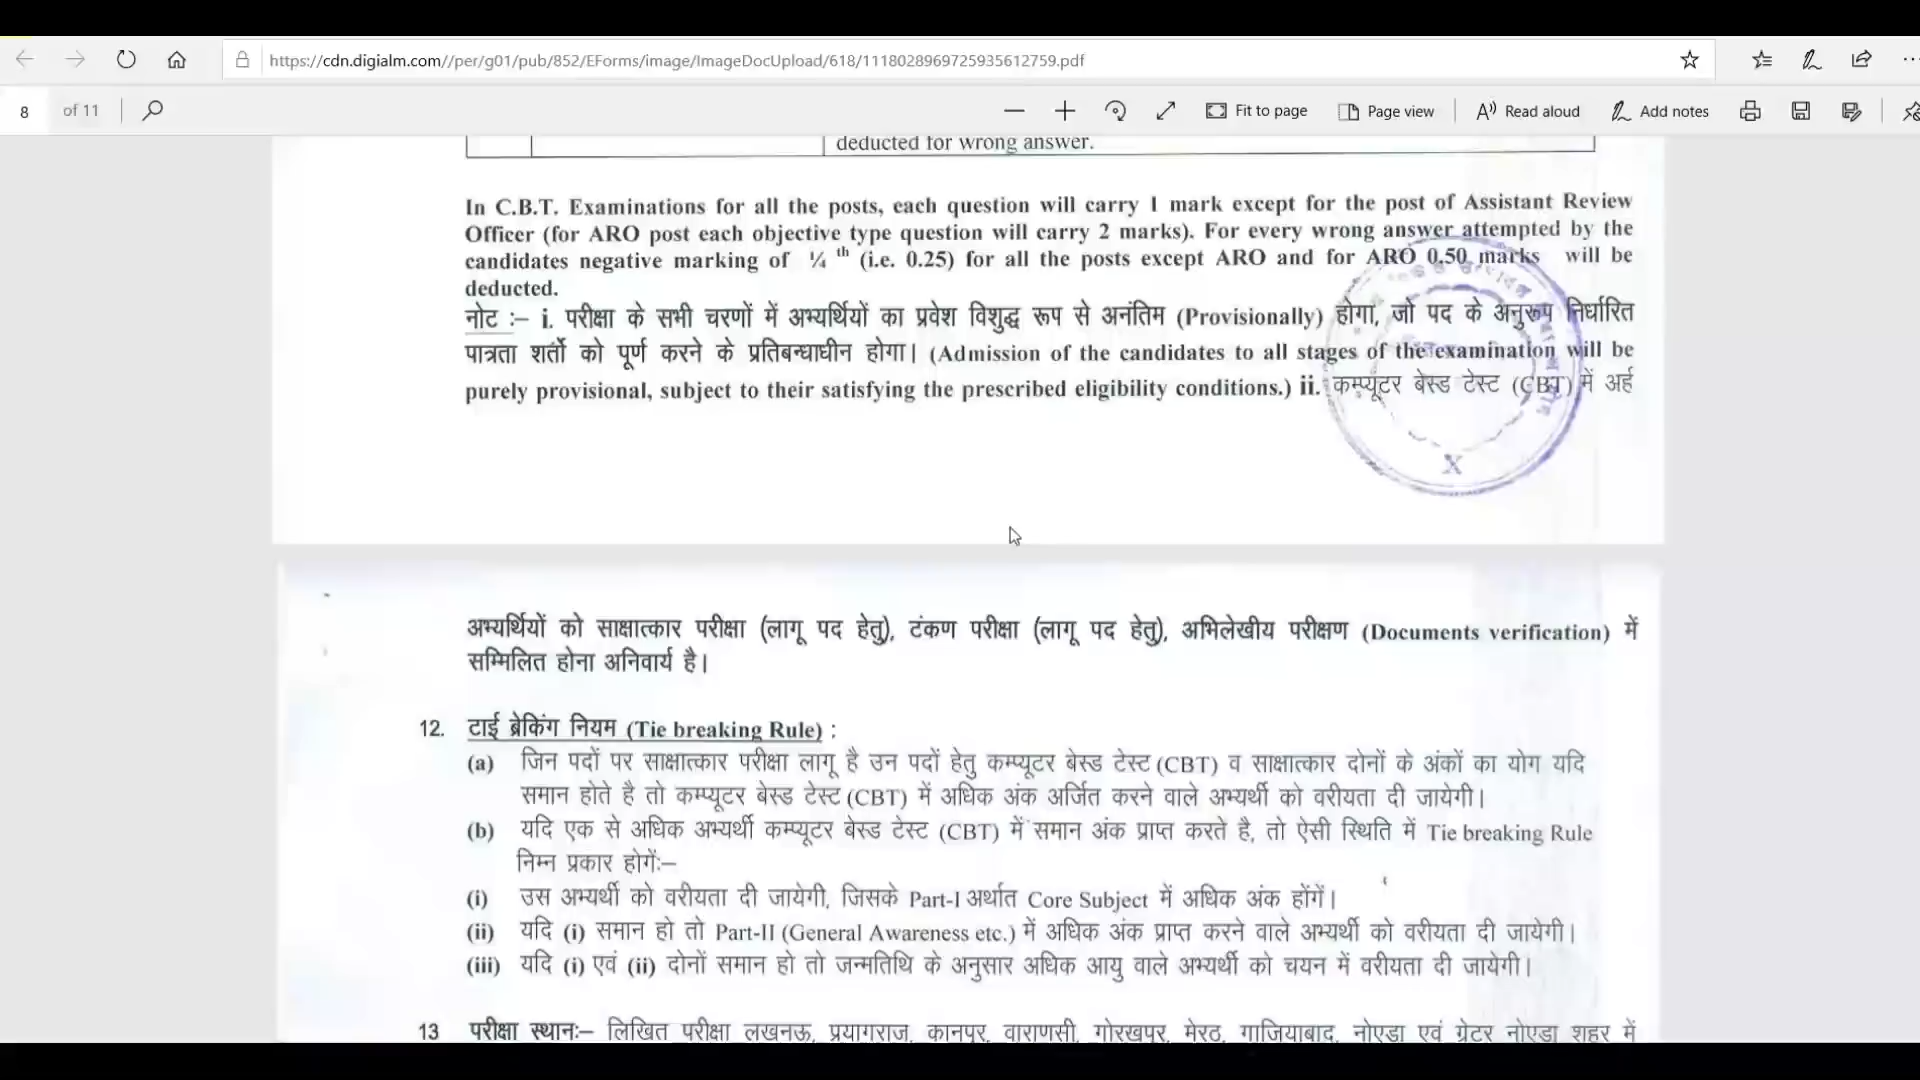 https://cdn.digialm.com//per/g01/pub/852/EForms/image/ImageDocUpload/618/1118028969725935612759.pdf
8 of 11 Fit to page Page view Read aloud Add notes
deducted for wrong answer.
In C.B.T. Examinations for all the posts, each question will carry 1 mark except for the post of Assistant Review
Officer (for ARO post each objective type question will carry 2 marks). For every wrong answer attempted by the
candidates negative marking of ¼ th (i.e. 0.25) for all the posts except ARO and for ARO 0.50 marks will be
deducted.
नोट :– i. परीक्षा के सभी चरणों में अभ्यर्थियों का प्रवेश विशुद्ध रूप से अनंतिम (Provisionally) होगा, जो पद के अनुरूप निर्धारित
पात्रता शर्तो को पूर्ण करने के प्रतिबन्धाधीन होगा। (Admission of the candidates to all stages of the examination will be
purely provisional, subject to their satisfying the prescribed eligibility conditions.) ii. कम्प्यूटर बेस्ड टेस्ट (CBT) में अर्ह
X
अभ्यर्थियों को साक्षात्कार परीक्षा (लागू पद हेतु), टंकण परीक्षा (लागू पद हेतु), अभिलेखीय परीक्षण (Documents verification) में
सम्मिलित होना अनिवार्य है।
12. टाई ब्रेकिंग नियम (Tie breaking Rule) :
(a) जिन पदों पर साक्षात्कार परीक्षा लागू है उन पदों हेतु कम्प्यूटर बेस्ड टेस्ट (CBT) व साक्षात्कार दोनों के अंकों का योग यदि
समान होते है तो कम्प्यूटर बेस्ड टेस्ट (CBT) में अधिक अंक अर्जित करने वाले अभ्यर्थी को वरीयता दी जायेगी।
(b) यदि एक से अधिक अभ्यर्थी कम्प्यूटर बेस्ड टेस्ट (CBT) में समान अंक प्राप्त करते है, तो ऐसी स्थिति में Tie breaking Rule
निम्न प्रकार होगेंः–
(i) उस अभ्यर्थी को वरीयता दी जायेगी, जिसके Part-I अर्थात Core Subject में अधिक अंक होंगें।
(ii) यदि (i) समान हो तो Part-II (General Awareness etc.) में अधिक अंक प्राप्त करने वाले अभ्यर्थी को वरीयता दी जायेगी।
(iii) यदि (i) एवं (ii) दोनों समान हो तो जन्मतिथि के अनुसार अधिक आयु वाले अभ्यर्थी को चयन में वरीयता दी जायेगी।
13 परीक्षा स्थानः– लिखित परीक्षा लखनऊ, प्रयागराज, कानपुर, वाराणसी, गोरखपुर, मेरठ, गाजियाबाद, नोएडा एवं ग्रेटर नोएडा शहर में